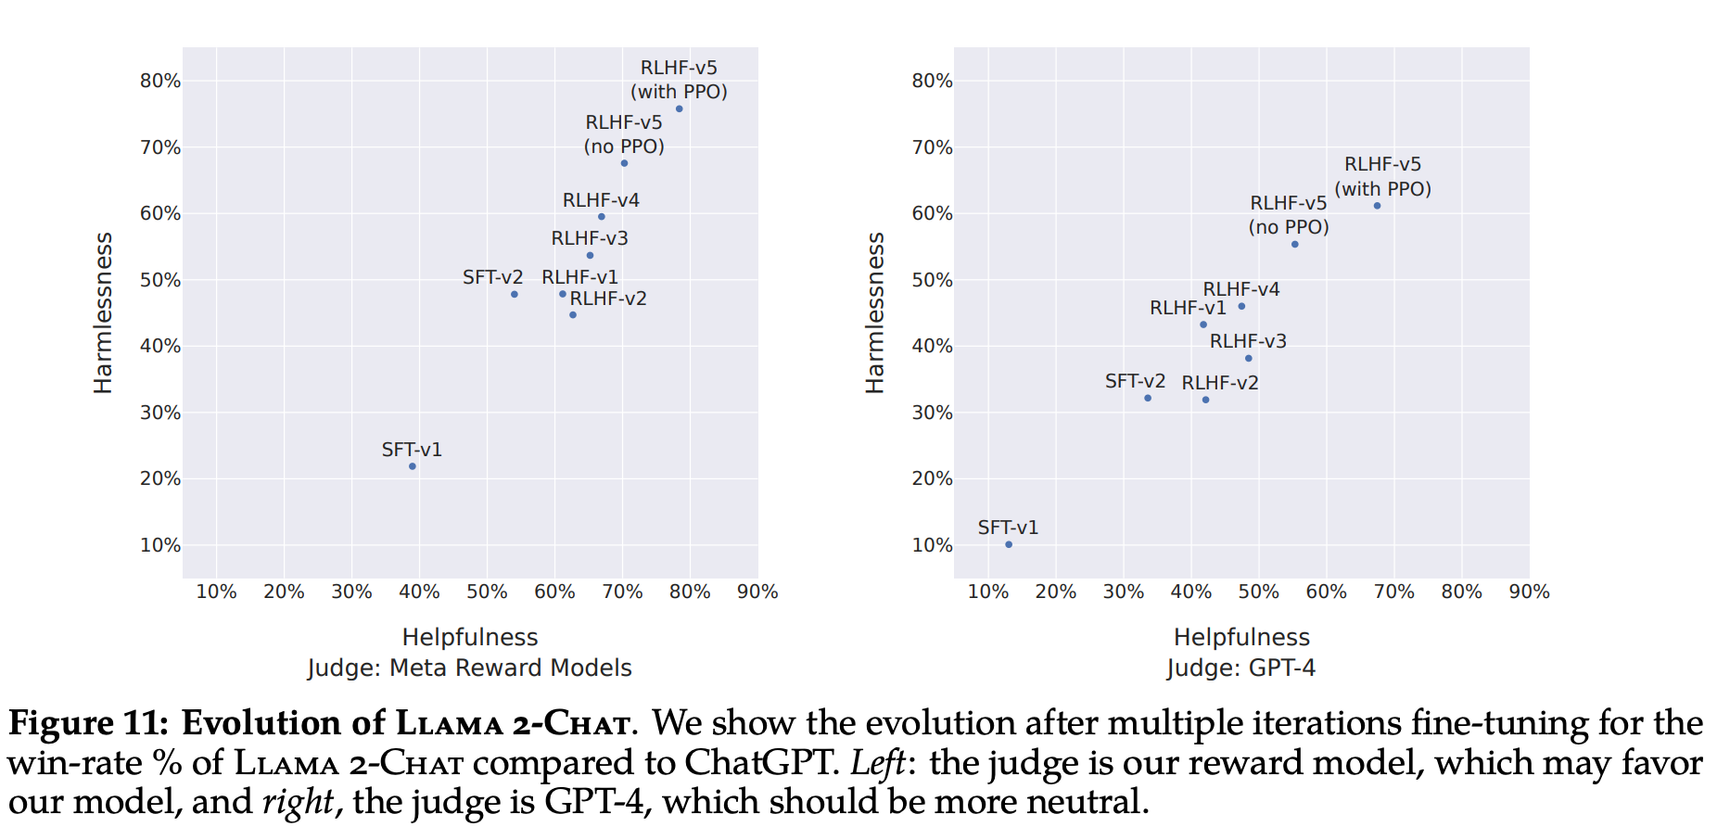 80%
70%
60%
50%
40%
30%
20%
10%
Harmlessness
RLHF-v5
(with PPO)
RLHF-v5
(no PPO)
RLHF-v4
RLHF-v3
SFT-v2
RLHF-v1
RLHF-v2
SFT-v1
10% 20% 30% 40% 50% 60% 70% 80% 90%
Helpfulness
Judge: Meta Reward Models
80%
70%
60%
50%
40%
30%
20%
10%
Harmlessness
RLHF-v5
(with PPO)
RLHF-v5
(no PPO)
RLHF-v4
RLHF-v1
RLHF-v3
SFT-v2
RLHF-v2
SFT-v1
10% 20% 30% 40% 50% 60% 70% 80% 90%
Helpfulness
Judge: GPT-4
Figure 11: Evolution of Llama 2-Chat. We show the evolution after multiple iterations fine-tuning for the
win-rate % of Llama 2-Chat compared to ChatGPT. Left: the judge is our reward model, which may favor
our model, and right, the judge is GPT-4, which should be more neutral.